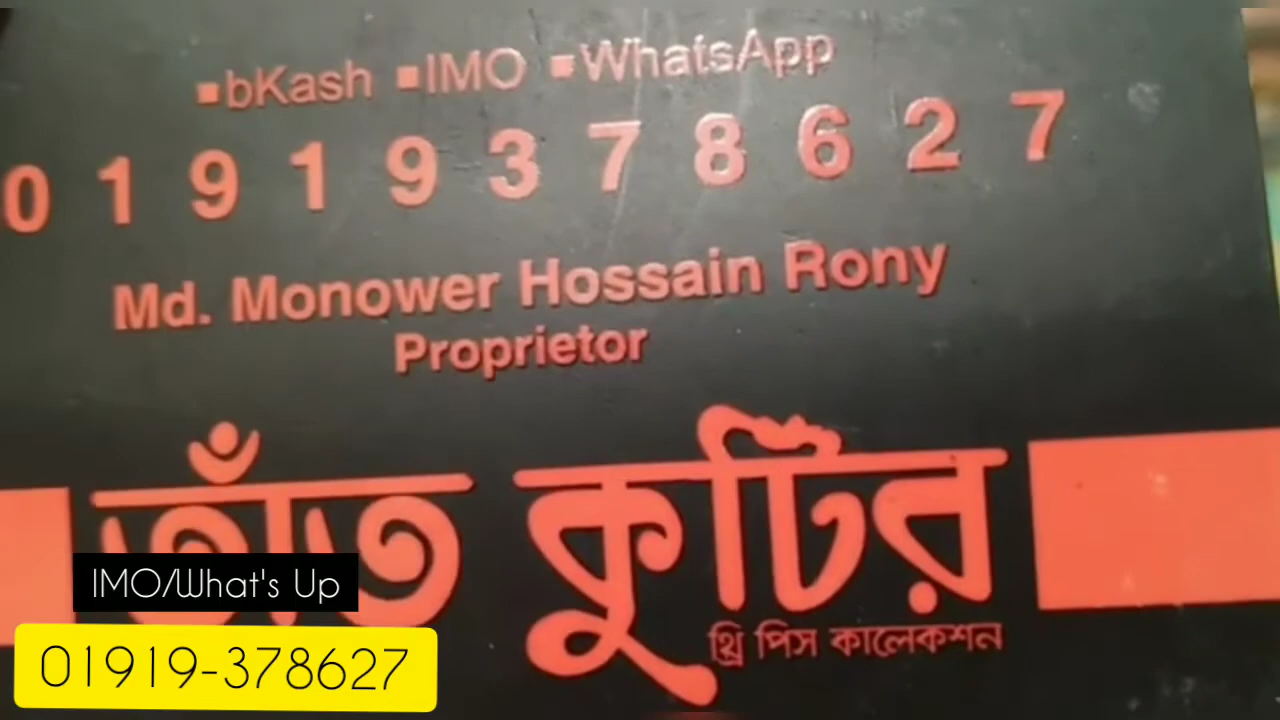 ▪bKash ▪IMO ▪WhatsApp
01919378627
Md. Monower Hossain Rony
Proprietor
তাঁত কুটির
থ্রি পিস কালেকশন
IMO/What's Up
01919-378627